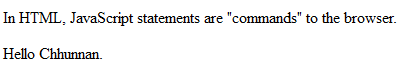 In HTML, JavaScript statements are "commands" to the browser.
Hello Chhunnan.